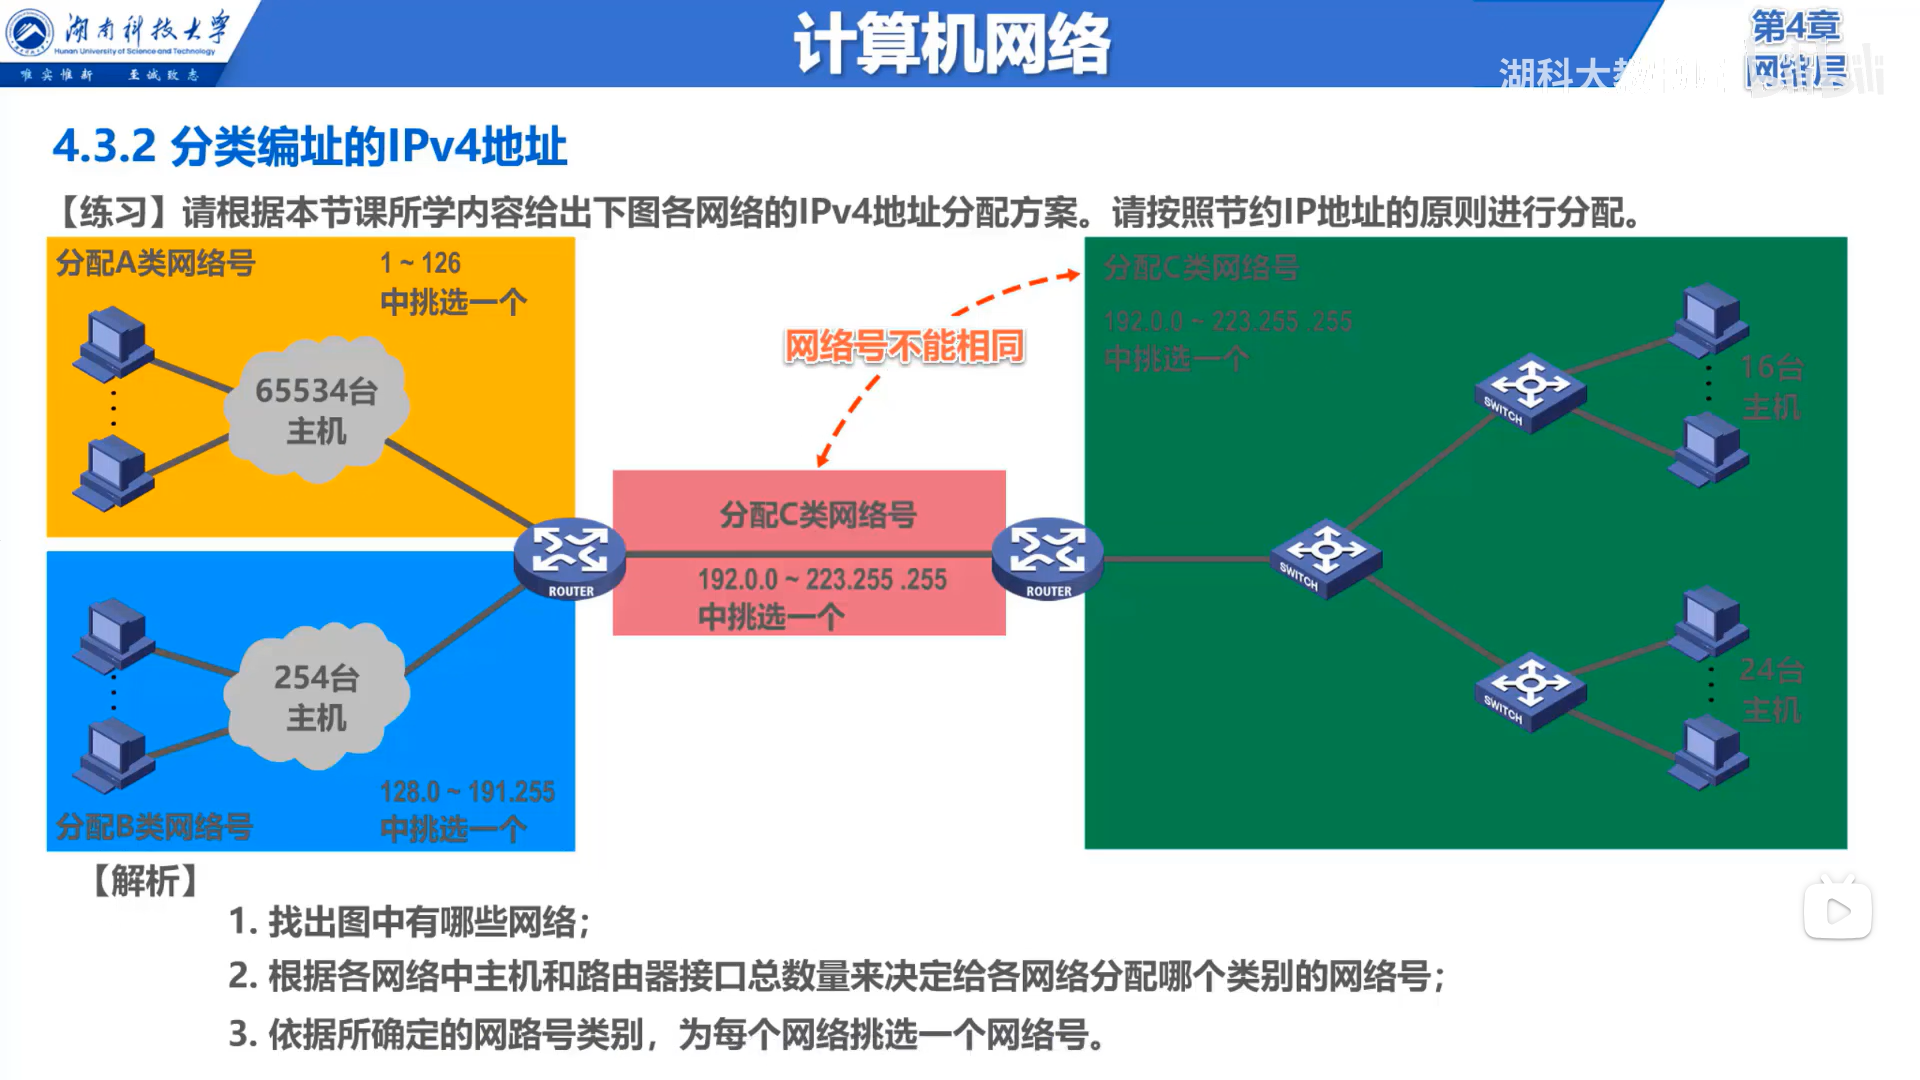 湖南科技大学
Hunan University of Science and Technology
唯实惟新 至诚致志
计算机网络
第4章
网络层
湖科大教书匠
bilibili
4.3.2 分类编址的IPv4地址
【练习】请根据本节课所学内容给出下图各网络的IPv4地址分配方案。请按照节约IP地址的原则进行分配。
分配A类网络号
1 ~ 126
中挑选一个
65534台
主机
网络号不能相同
分配C类网络号
192.0.0 ~ 223.255 .255
中挑选一个
16台
主机
SWITCH
分配C类网络号
192.0.0 ~ 223.255 .255
中挑选一个
ROUTER
ROUTER
SWITCH
254台
主机
128.0 ~ 191.255
中挑选一个
分配B类网络号
SWITCH
24台
主机
【解析】
1. 找出图中有哪些网络；
2. 根据各网络中主机和路由器接口总数量来决定给各网络分配哪个类别的网络号；
3. 依据所确定的网路号类别，为每个网络挑选一个网络号。